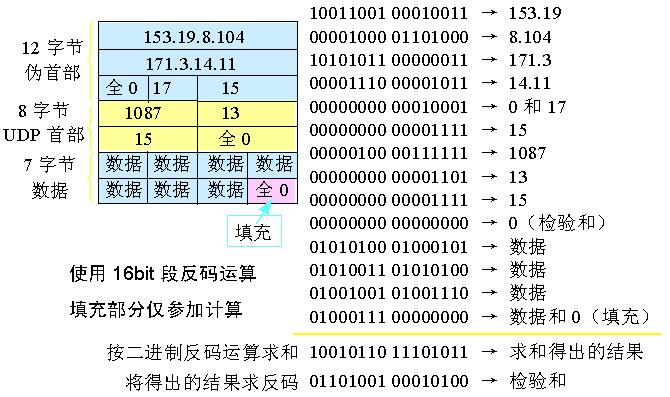 12 字节
伪首部
153.19.8.104
171.3.14.11
全 0 17 15
8 字节
UDP 首部
1087 13
15 全 0
7 字节
数据
数据 数据 数据 数据
数据 数据 数据 全 0
填充
使用 16bit 段反码运算
填充部分仅参加计算
10011001 00010011 → 153.19
00001000 01101000 → 8.104
10101011 00000011 → 171.3
00001110 00001011 → 14.11
00000000 00010001 → 0 和 17
00000000 00001111 → 15
00000100 00111111 → 1087
00000000 00001101 → 13
00000000 00001111 → 15
00000000 00000000 → 0（检验和）
01010100 01000101 → 数据
01010011 01010100 → 数据
01001001 01001110 → 数据
01000111 00000000 → 数据和 0（填充）
按二进制反码运算求和 10010110 11101011 → 求和得出的结果
将得出的结果求反码 01101001 00010100 → 检验和